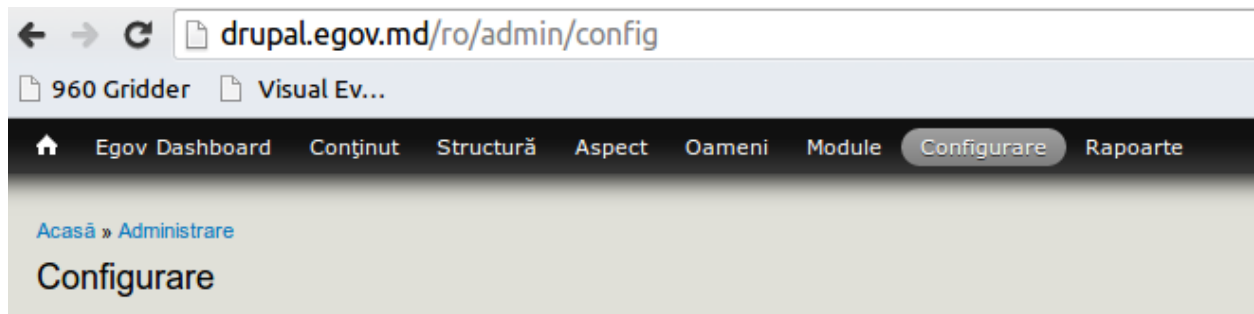 drupal.egov.md/ro/admin/config
960 Gridder Visual Ev...
Egov Dashboard Conţinut Structură Aspect Oameni Module Configurare Rapoarte
Acasă » Administrare
Configurare